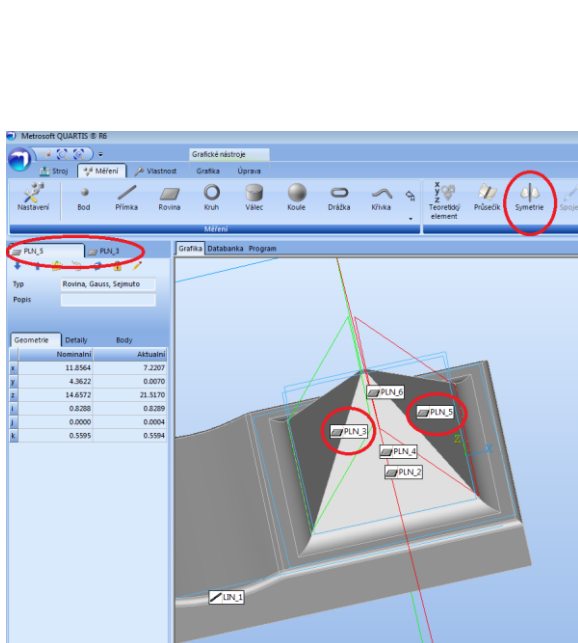 Metrosoft QUARTIS ® R6
Grafické nástroje
Stroj Měření Vlastnost Grafika Úprava
Nastavení Bod Přímka Rovina Kruh Válec Koule Drážka Křivka Teoretický element Průsečík Symetrie Spoje
Měření
PLN_5 PLN_3
Grafika Databanka Program
Typ Rovina, Gauss, Sejmuto
Popis
Geometrie Detaily Body
Nominalní Aktualní
x 11.8564 7.2207
y 4.3622 0.0070
z 14.6572 21.5170
i 0.8288 0.8289
j 0.0000 0.0004
k 0.5595 0.5594
PLN_6
PLN_5
PLN_3
Z
PLN_4
PLN_2
LIN_1